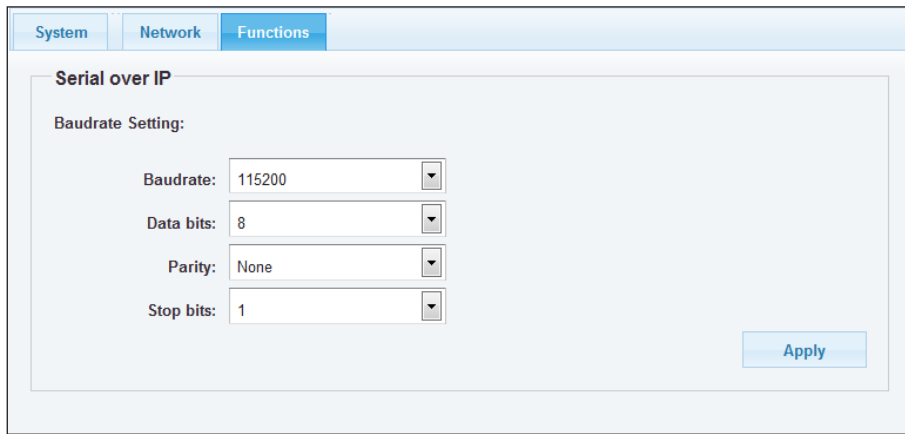 System Network Functions
Serial over IP
Baudrate Setting:
Baudrate: 115200
Data bits: 8
Parity: None
Stop bits: 1
Apply